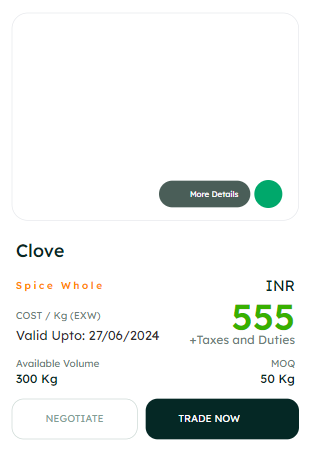 More Details
Clove
Spice Whole
INR
COST / Kg (EXW)
555
Valid Upto: 27/06/2024
+Taxes and Duties
Available Volume
MOQ
300 Kg
50 Kg
NEGOTIATE
TRADE NOW